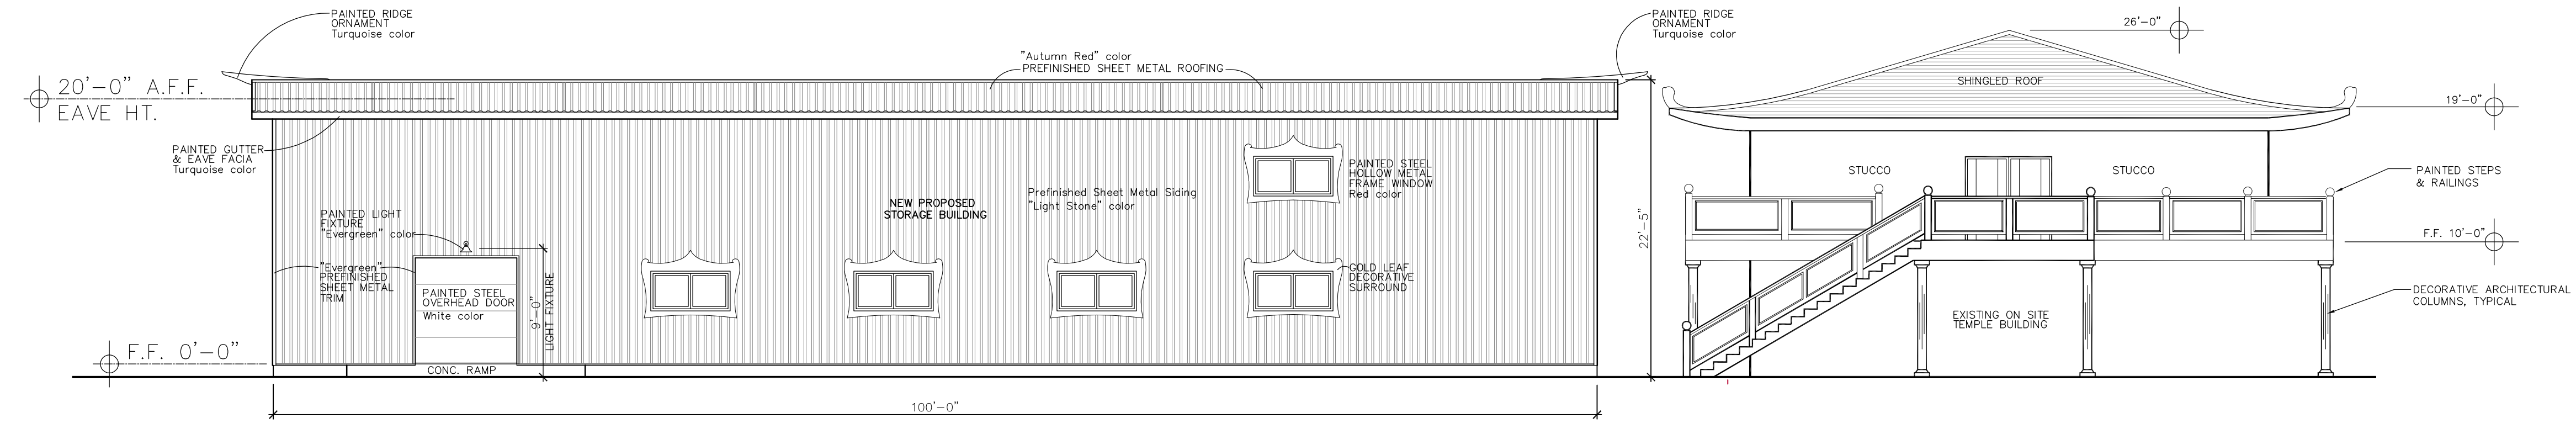 PAINTED RIDGE
ORNAMENT
Turquoise color
20'-0" A.F.F.
EAVE HT.
PAINTED GUTTER
& EAVE FACIA
Turquoise color
"Autumn Red" color
PREFINISHED SHEET METAL ROOFING
PAINTED RIDGE
ORNAMENT
Turquoise color
PAINTED LIGHT
FIXTURE
"Evergreen" color
"Evergreen"
PREFINISHED
SHEET METAL
TRIM
PAINTED STEEL
OVERHEAD DOOR
White color
9'-0"
LIGHT FIXTURE
NEW PROPOSED
STORAGE BUILDING
Prefinished Sheet Metal Siding
"Light Stone" color
PAINTED STEEL
HOLLOW METAL
FRAME WINDOW
Red color
GOLD LEAF
DECORATIVE
SURROUND
F.F. 0'-0"
CONC. RAMP
100'-0"
22'-5"
26'-0"
SHINGLED ROOF
19'-0"
STUCCO
STUCCO
PAINTED STEPS
& RAILINGS
F.F. 10'-0"
DECORATIVE ARCHITECTURAL
COLUMNS, TYPICAL
EXISTING ON SITE
TEMPLE BUILDING